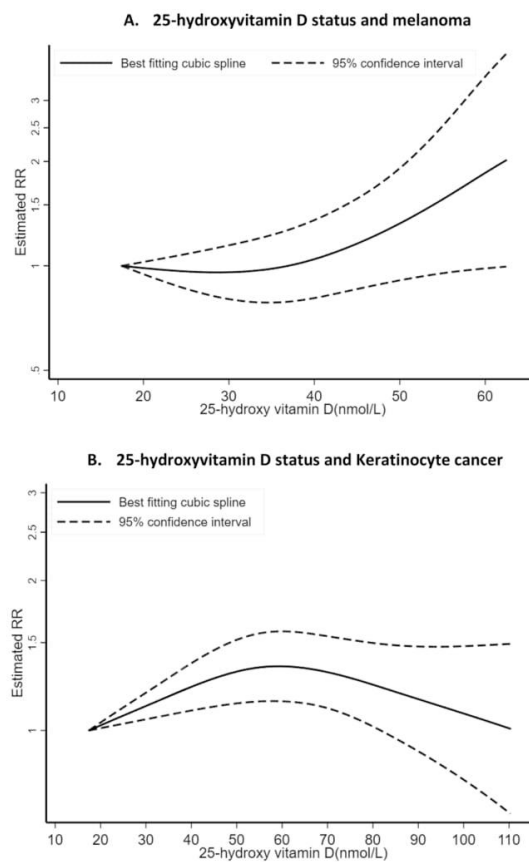 A. 25-hydroxyvitamin D status and melanoma
Best fitting cubic spline 95% confidence interval
Estimated RR
3
2.5
2
1.5
1
.5
10 20 30 40 50 60
25-hydroxy vitamin D(nmol/L)
B. 25-hydroxyvitamin D status and Keratinocyte cancer
Best fitting cubic spline
95% confidence interval
Estimated RR
3
2.5
2
1.5
1
10 20 30 40 50 60 70 80 90 100 110
25-hydroxy vitamin D(nmol/L)